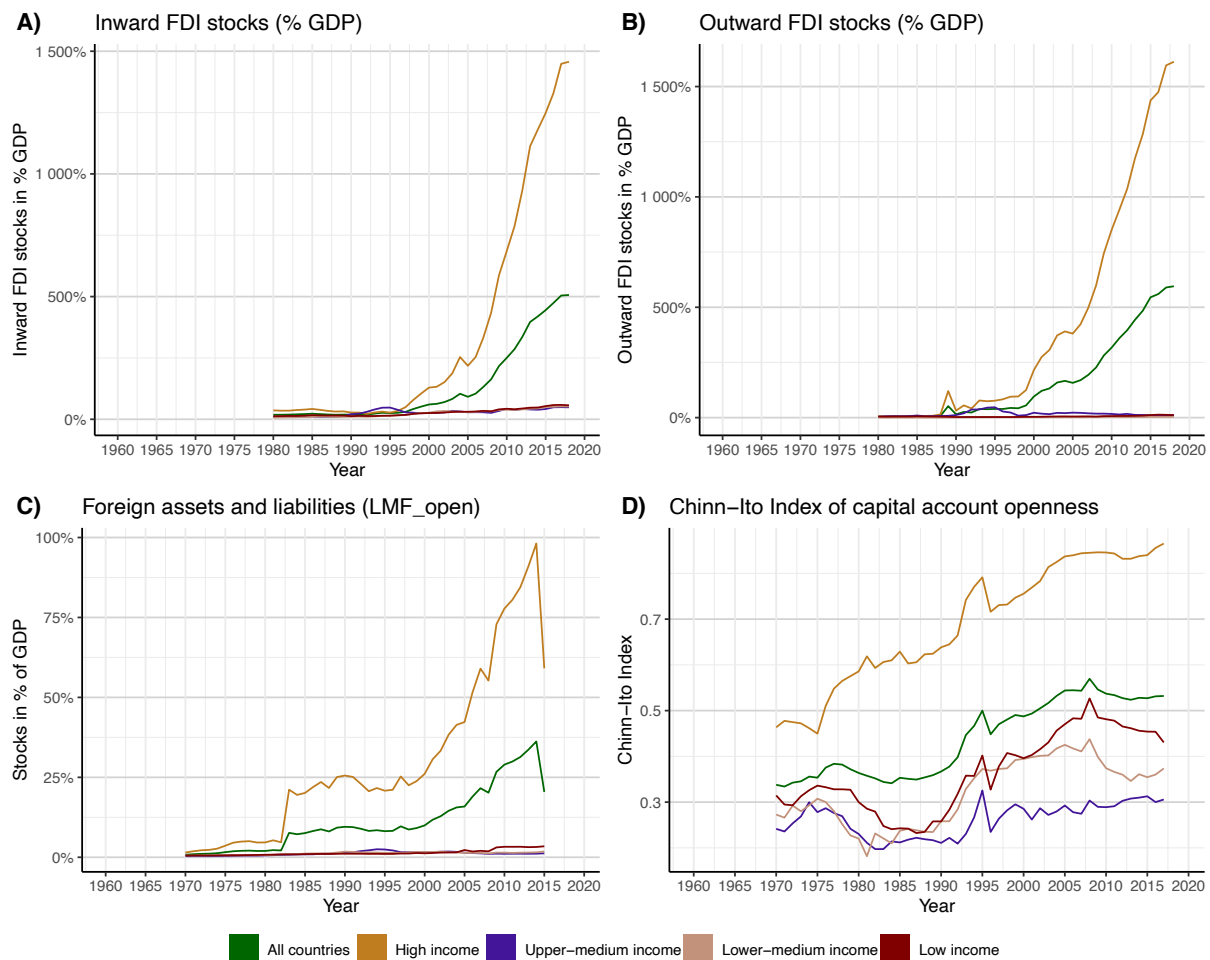 A) Inward FDI stocks (% GDP)
1 500%
1 000%
500%
0%
Inward FDI stocks in % GDP
1960 1965 1970 1975 1980 1985 1990 1995 2000 2005 2010 2015 2020
Year
B) Outward FDI stocks (% GDP)
1 500%
1 000%
500%
0%
Outward FDI stocks in % GDP
1960 1965 1970 1975 1980 1985 1990 1995 2000 2005 2010 2015 2020
Year
C) Foreign assets and liabilities (LMF_open)
100%
75%
50%
25%
0%
Stocks in % of GDP
1960 1965 1970 1975 1980 1985 1990 1995 2000 2005 2010 2015 2020
Year
D) Chinn−Ito Index of capital account openness
0.7
0.5
0.3
Chinn−Ito Index
1960 1965 1970 1975 1980 1985 1990 1995 2000 2005 2010 2015 2020
Year
All countries High income Upper−medium income Lower−medium income Low income